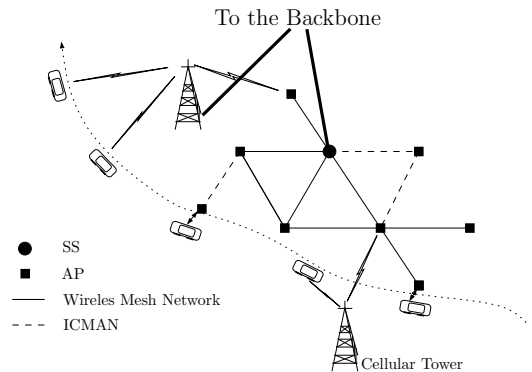 To the Backbone
SS
AP
Wireles Mesh Network
ICMAN
Cellular Tower